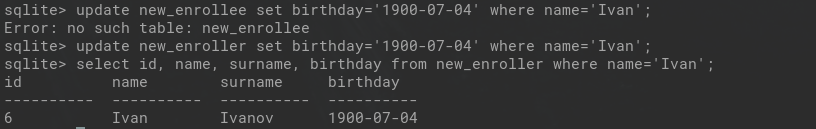 sqlite> update new_enrollee set birthday='1900-07-04' where name='Ivan';
Error: no such table: new_enrollee
sqlite> update new_enroller set birthday='1900-07-04' where name='Ivan';
sqlite> select id, name, surname, birthday from new_enroller where name='Ivan';
id          name        surname     birthday
----------  ----------  ----------  ----------
6           Ivan        Ivanov      1900-07-04